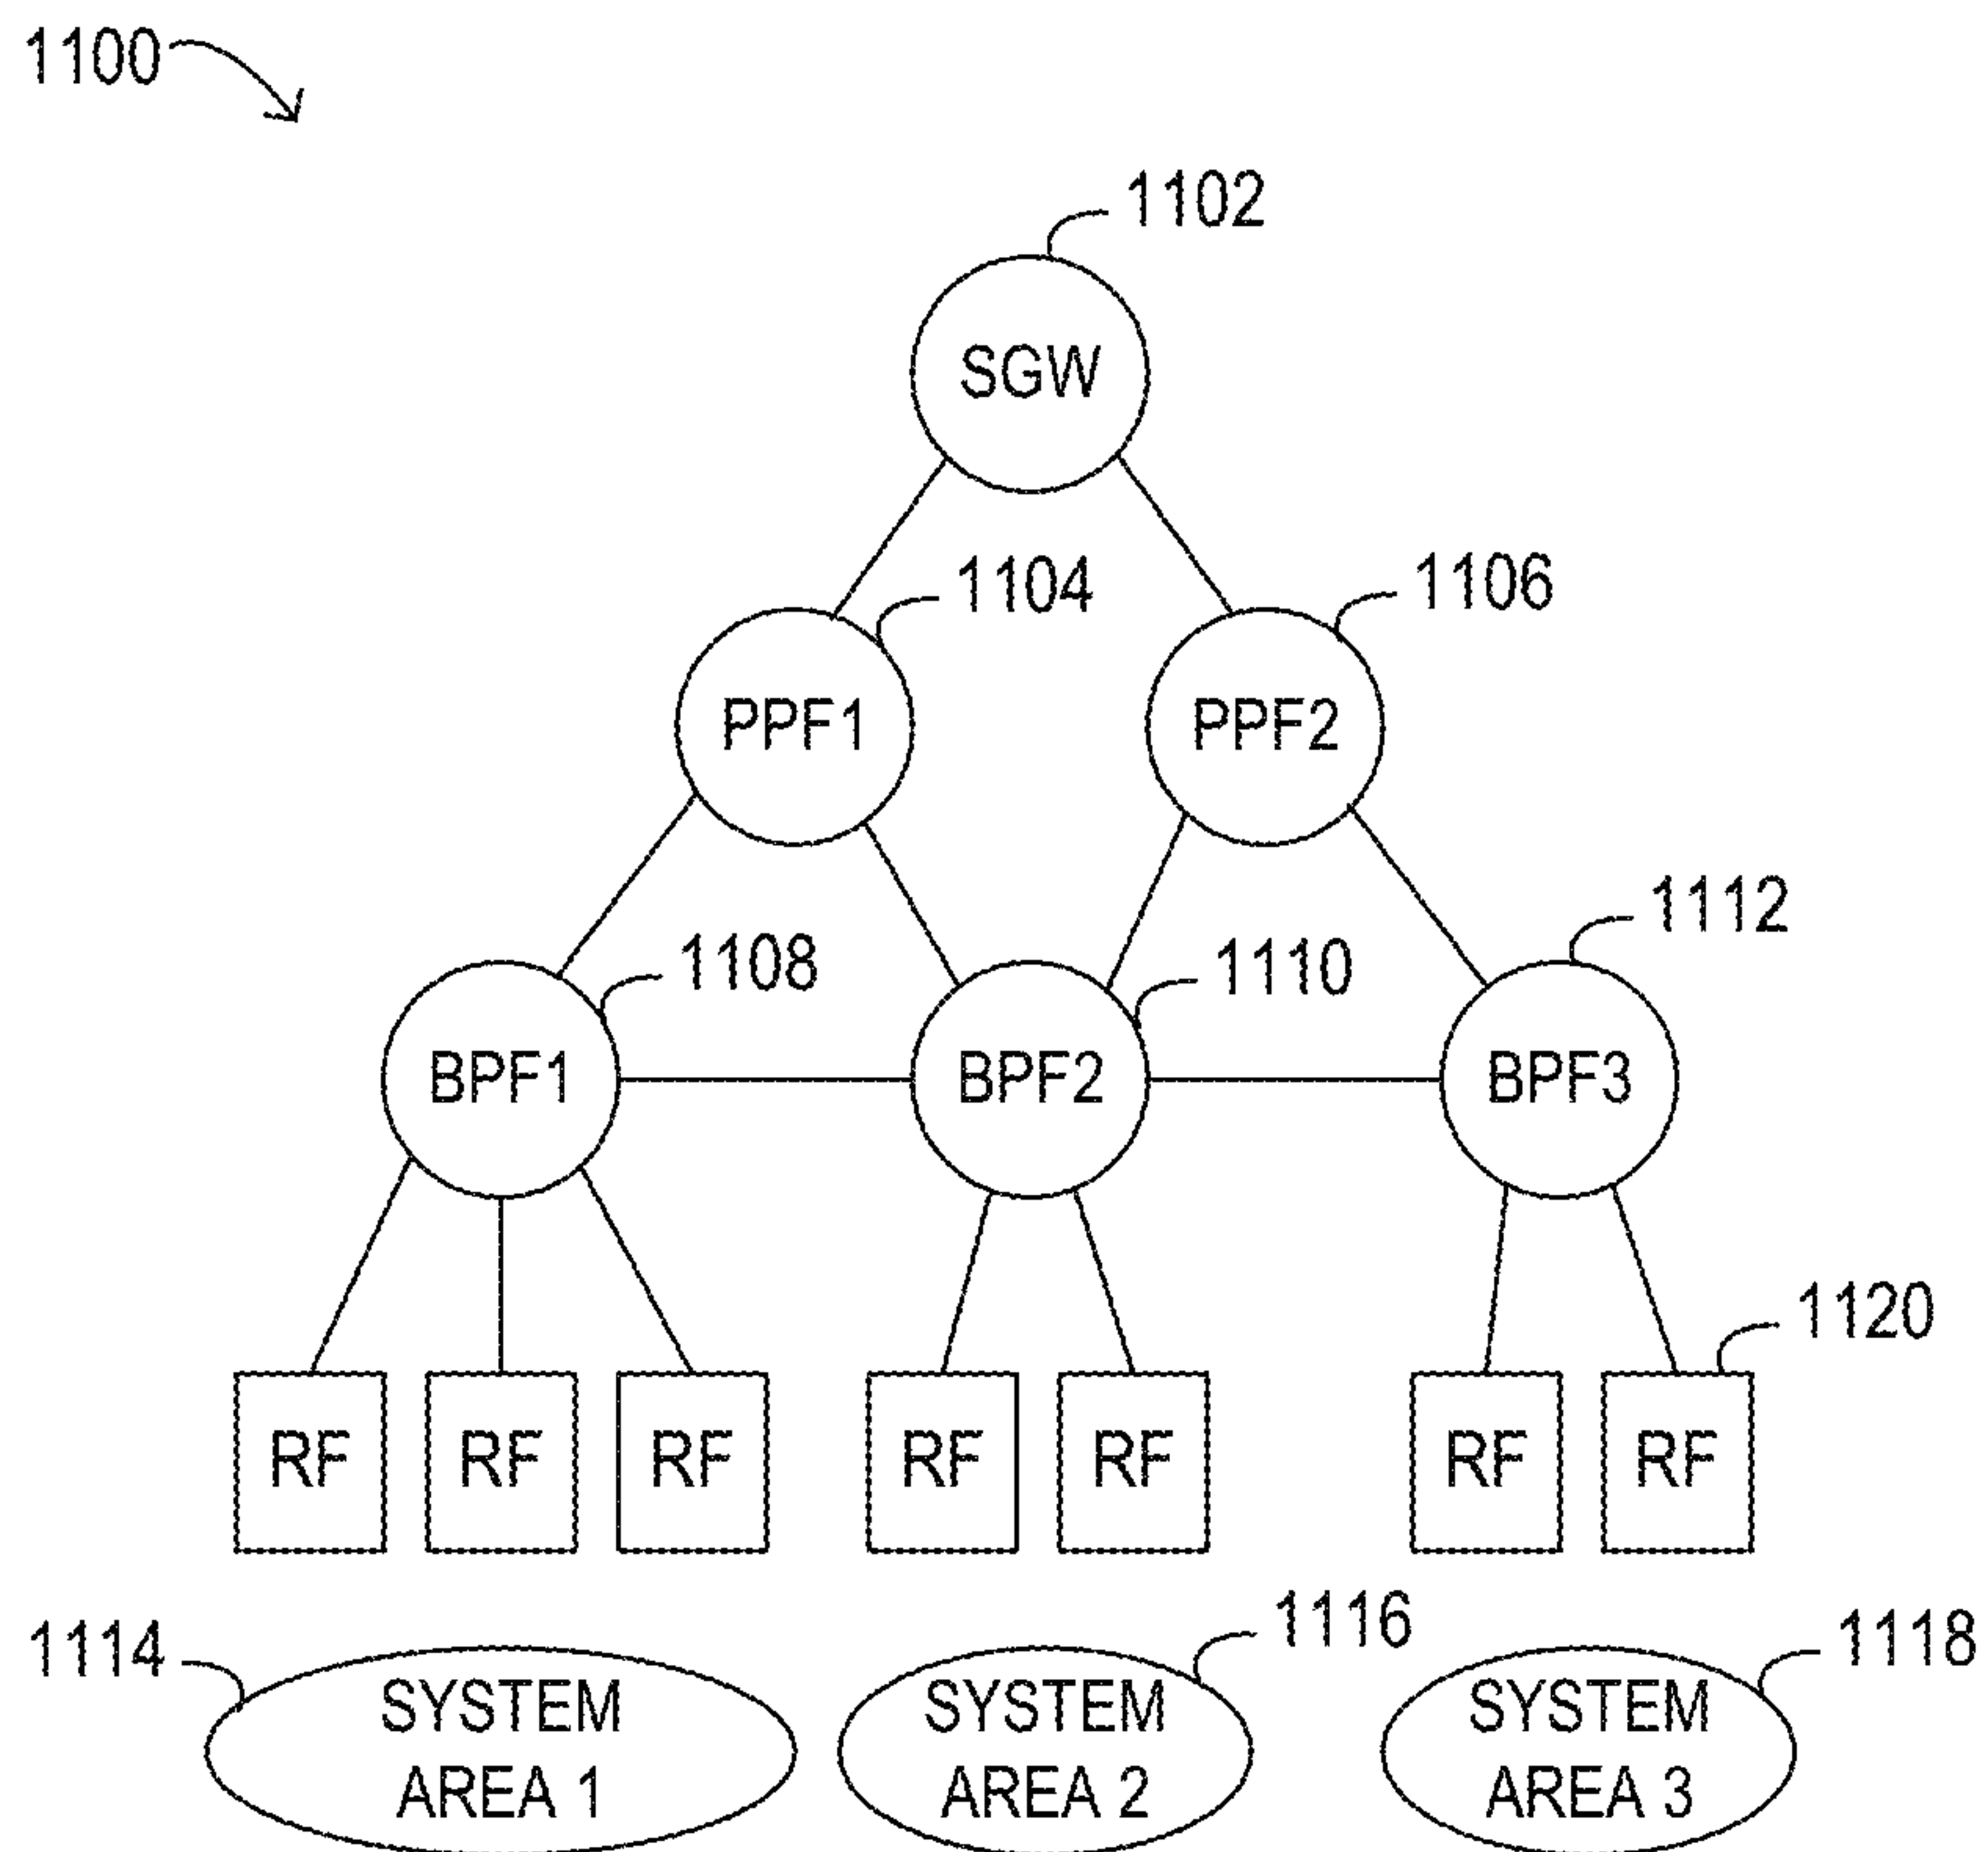 1100
1102
SGW
1104
1106
PPF1
PPF2
1112
1108
1110
BPF1
BPF2
BPF3
1120
RF
RF
RF
RF
RF
RF
RF
1114
1116
1118
SYSTEM
AREA 1
SYSTEM
AREA 2
SYSTEM
AREA 3